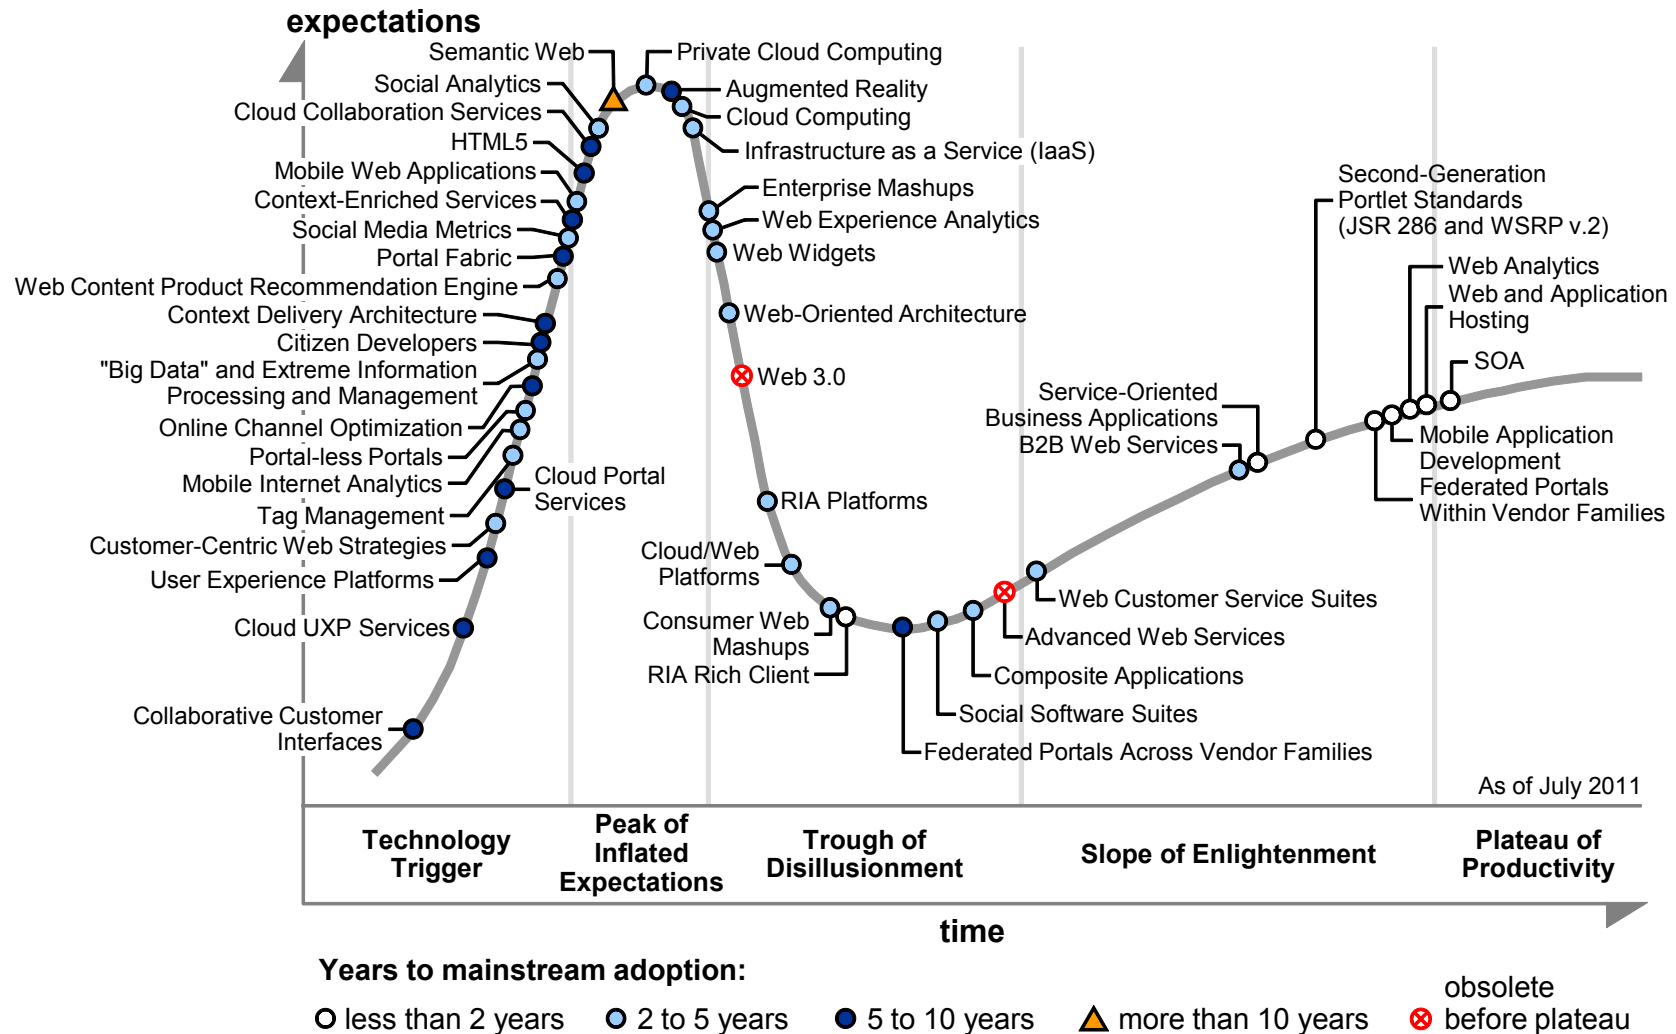 expectations
Semantic Web
Private Cloud Computing
Social Analytics
Augmented Reality
Cloud Collaboration Services
Cloud Computing
HTML5
Infrastructure as a Service (IaaS)
Mobile Web Applications
Context-Enriched Services
Enterprise Mashups
Social Media Metrics
Web Experience Analytics
Portal Fabric
Web Widgets
Web Content Product Recommendation Engine
Context Delivery Architecture
Web-Oriented Architecture
Citizen Developers
"Big Data" and Extreme Information
Processing and Management
Web 3.0
Online Channel Optimization
Portal-less Portals
Mobile Internet Analytics
Cloud Portal
Services
Tag Management
RIA Platforms
Customer-Centric Web Strategies
User Experience Platforms
Cloud/Web
Platforms
Cloud UXP Services
Consumer Web
Mashups
RIA Rich Client
Collaborative Customer
Interfaces
Second-Generation
Portlet Standards
(JSR 286 and WSRP v.2)
Web Analytics
Web and Application
Hosting
SOA
Service-Oriented
Business Applications
B2B Web Services
Mobile Application
Development
Federated Portals
Within Vendor Families
Web Customer Service Suites
Advanced Web Services
Composite Applications
Social Software Suites
Federated Portals Across Vendor Families
As of July 2011
Technology
Trigger
Peak of
Inflated
Expectations
Trough of
Disillusionment
Slope of Enlightenment
Plateau of
Productivity
time
Years to mainstream adoption:
less than 2 years
2 to 5 years
5 to 10 years
more than 10 years
obsolete
before plateau